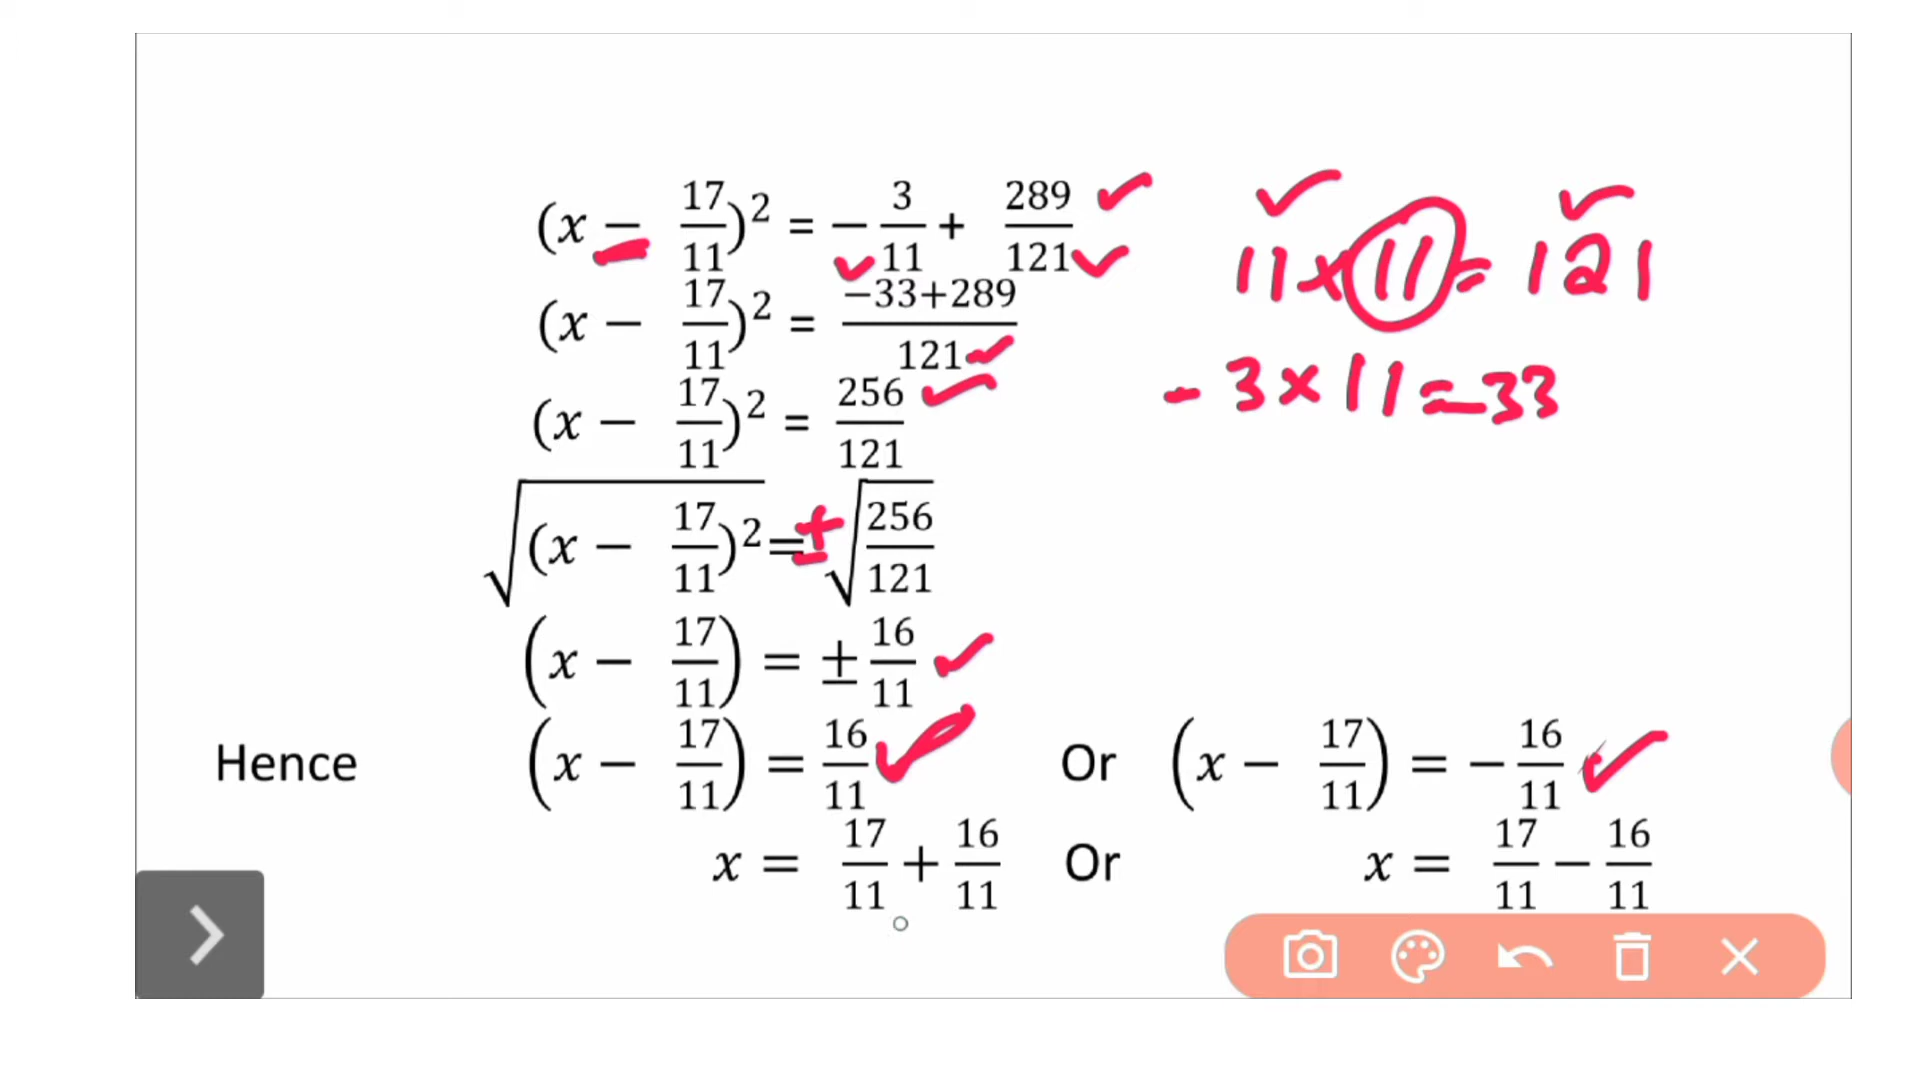 (x − 17/11)² = − 3/11 + 289/121
11 × 11 = 121
(x − 17/11)² = −33+289/121
− 3 × 11 = −33
(x − 17/11)² = 256/121
√(x − 17/11)² = ± √256/121
(x − 17/11) = ± 16/11
Hence (x − 17/11) = 16/11 Or (x − 17/11) = − 16/11
x = 17/11 + 16/11 Or x = 17/11 − 16/11